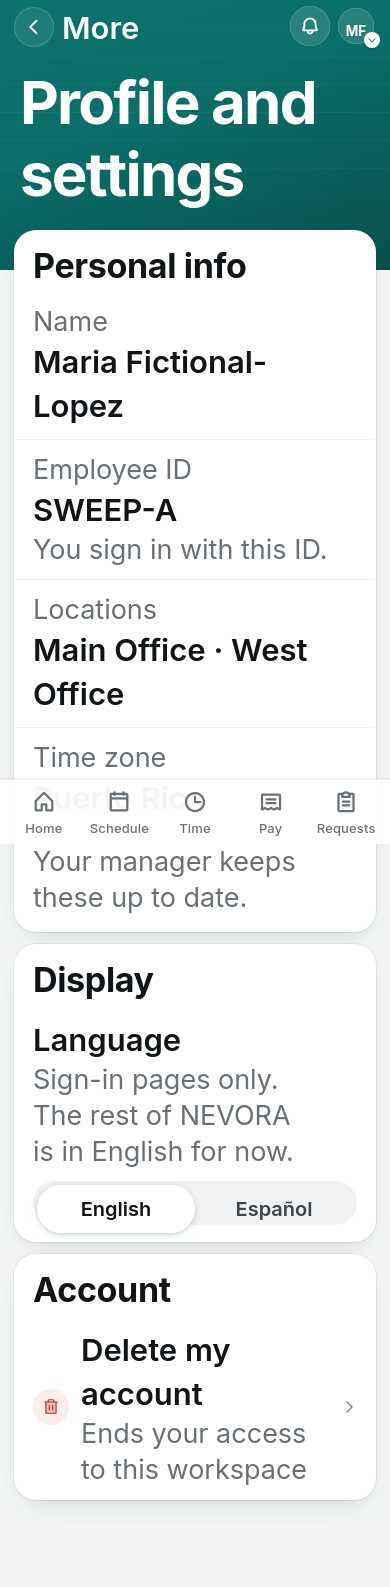 More
MF
Profile and
settings
Personal info
Name
Maria Fictional-
Lopez
Employee ID
SWEEP-A
You sign in with this ID.
Locations
Main Office · West
Office
Time zone
Puerto Rico
Home Schedule Time Pay Requests
Your manager keeps
these up to date.
Display
Language
Sign-in pages only.
The rest of NEVORA
is in English for now.
English Español
Account
Delete my
account
Ends your access
to this workspace